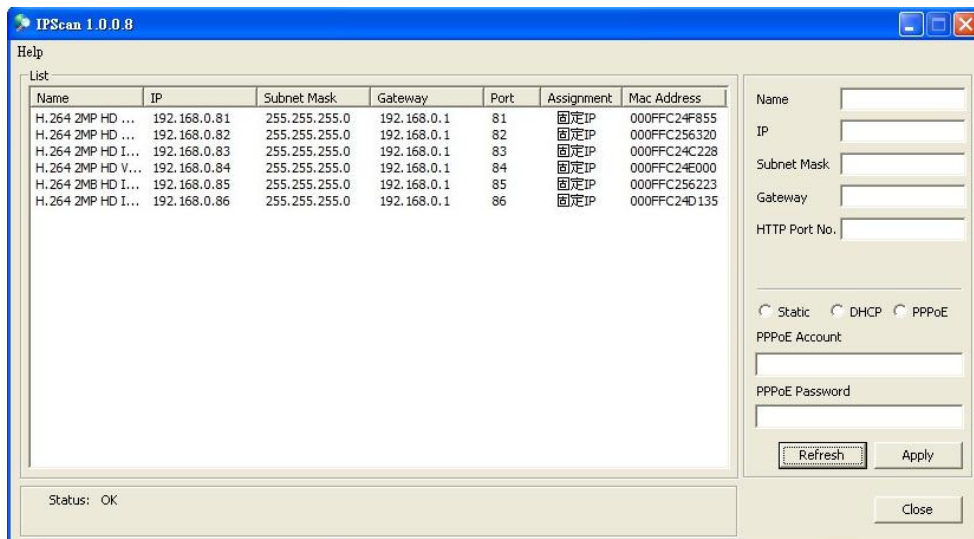 IPScan 1.0.0.8
Help
List
Name IP Subnet Mask Gateway Port Assignment Mac Address
H.264 2MP HD ... 192.168.0.81 255.255.255.0 192.168.0.1 81 固定IP 000FFC24F855
H.264 2MP HD ... 192.168.0.82 255.255.255.0 192.168.0.1 82 固定IP 000FFC256320
H.264 2MP HD I... 192.168.0.83 255.255.255.0 192.168.0.1 83 固定IP 000FFC24C228
H.264 2MP HD V... 192.168.0.84 255.255.255.0 192.168.0.1 84 固定IP 000FFC24E000
H.264 2MB HD I... 192.168.0.85 255.255.255.0 192.168.0.1 85 固定IP 000FFC256223
H.264 2MP HD I... 192.168.0.86 255.255.255.0 192.168.0.1 86 固定IP 000FFC24D135
Name
IP
Subnet Mask
Gateway
HTTP Port No.
Static DHCP PPPoE
PPPoE Account
PPPoE Password
Refresh Apply
Status: OK
Close